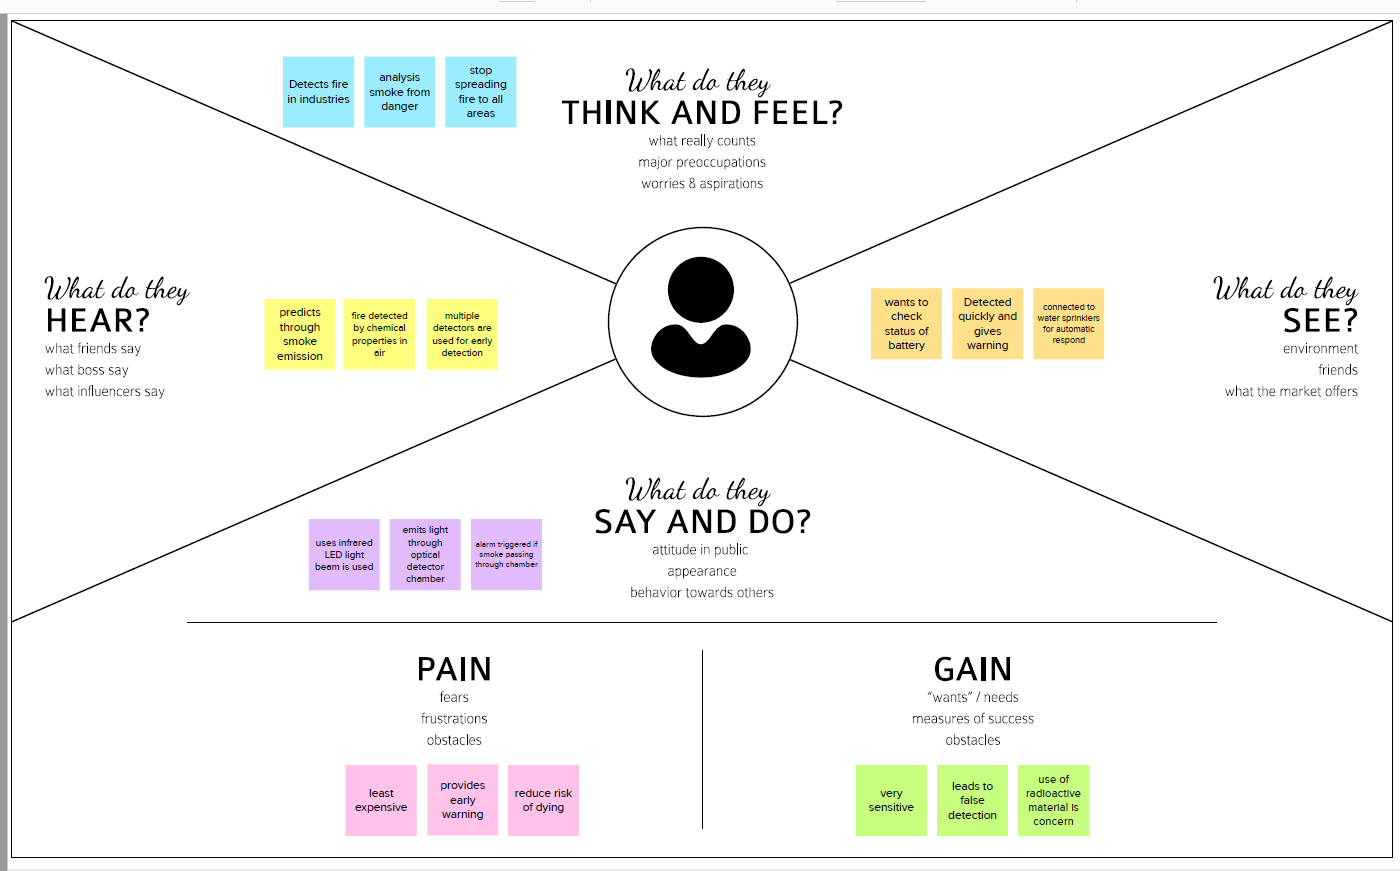 Detects fire
in industries
analysis
smoke from
danger
stop
spreading
fire to all
areas
What do they
THINK AND FEEL?
what really counts
major preoccupations
worries & aspirations
What do they
HEAR?
what friends say
what boss say
what influencers say
predicts
through
smoke
emission
fire detected
by chemical
properties in
air
multiple
detectors are
used for early
detection
wants to
check
status of
battery
Detected
quickly and
gives
warning
connected to
water sprinklers
for automatic
respond
What do they
SEE?
environment
friends
what the market offers
What do they
SAY AND DO?
attitude in public
appearance
behavior towards others
uses infrared
LED light
beam is used
emits light
through
optical
detector
chamber
alarm triggered if
smoke passing
through chamber
PAIN
fears
frustrations
obstacles
least
expensive
provides
early
warning
reduce risk
of dying
GAIN
“wants” / needs
measures of success
obstacles
very
sensitive
leads to
false
detection
use of
radioactive
material is
concern